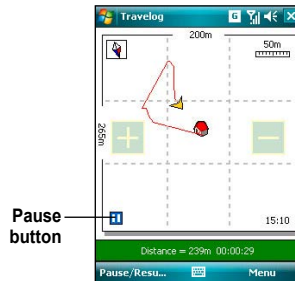 Travelog
G
200m
50m
265m
+
−
Pause
button
15:10
Distance = 239m 00:00:29
Pause/Resu...
Menu